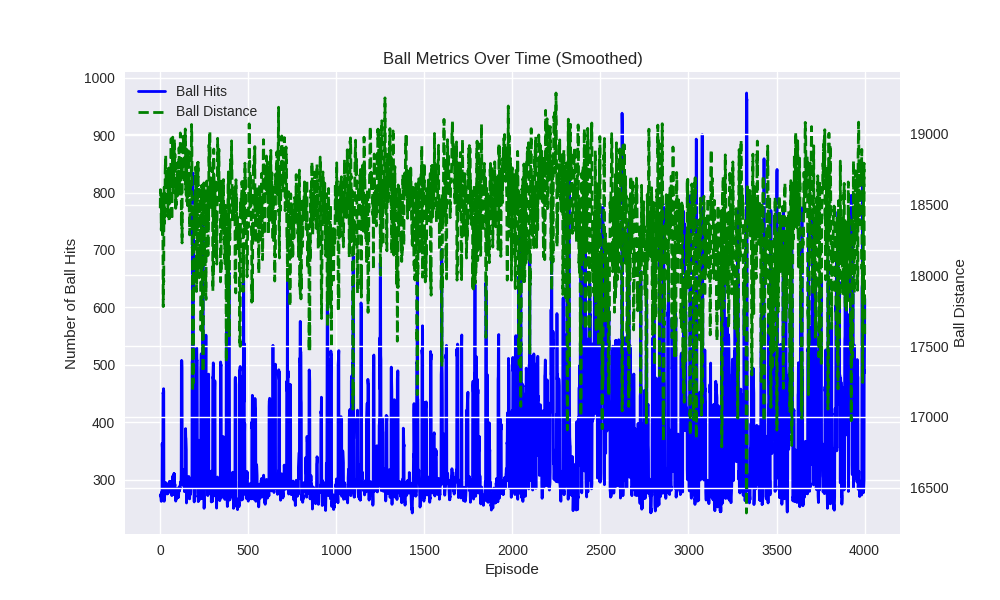 Ball Metrics Over Time (Smoothed)
Ball Hits
Ball Distance
Number of Ball Hits
1000
900
800
700
600
500
400
300
19000
18500
18000
17500
17000
16500
Ball Distance
0 500 1000 1500 2000 2500 3000 3500 4000
Episode